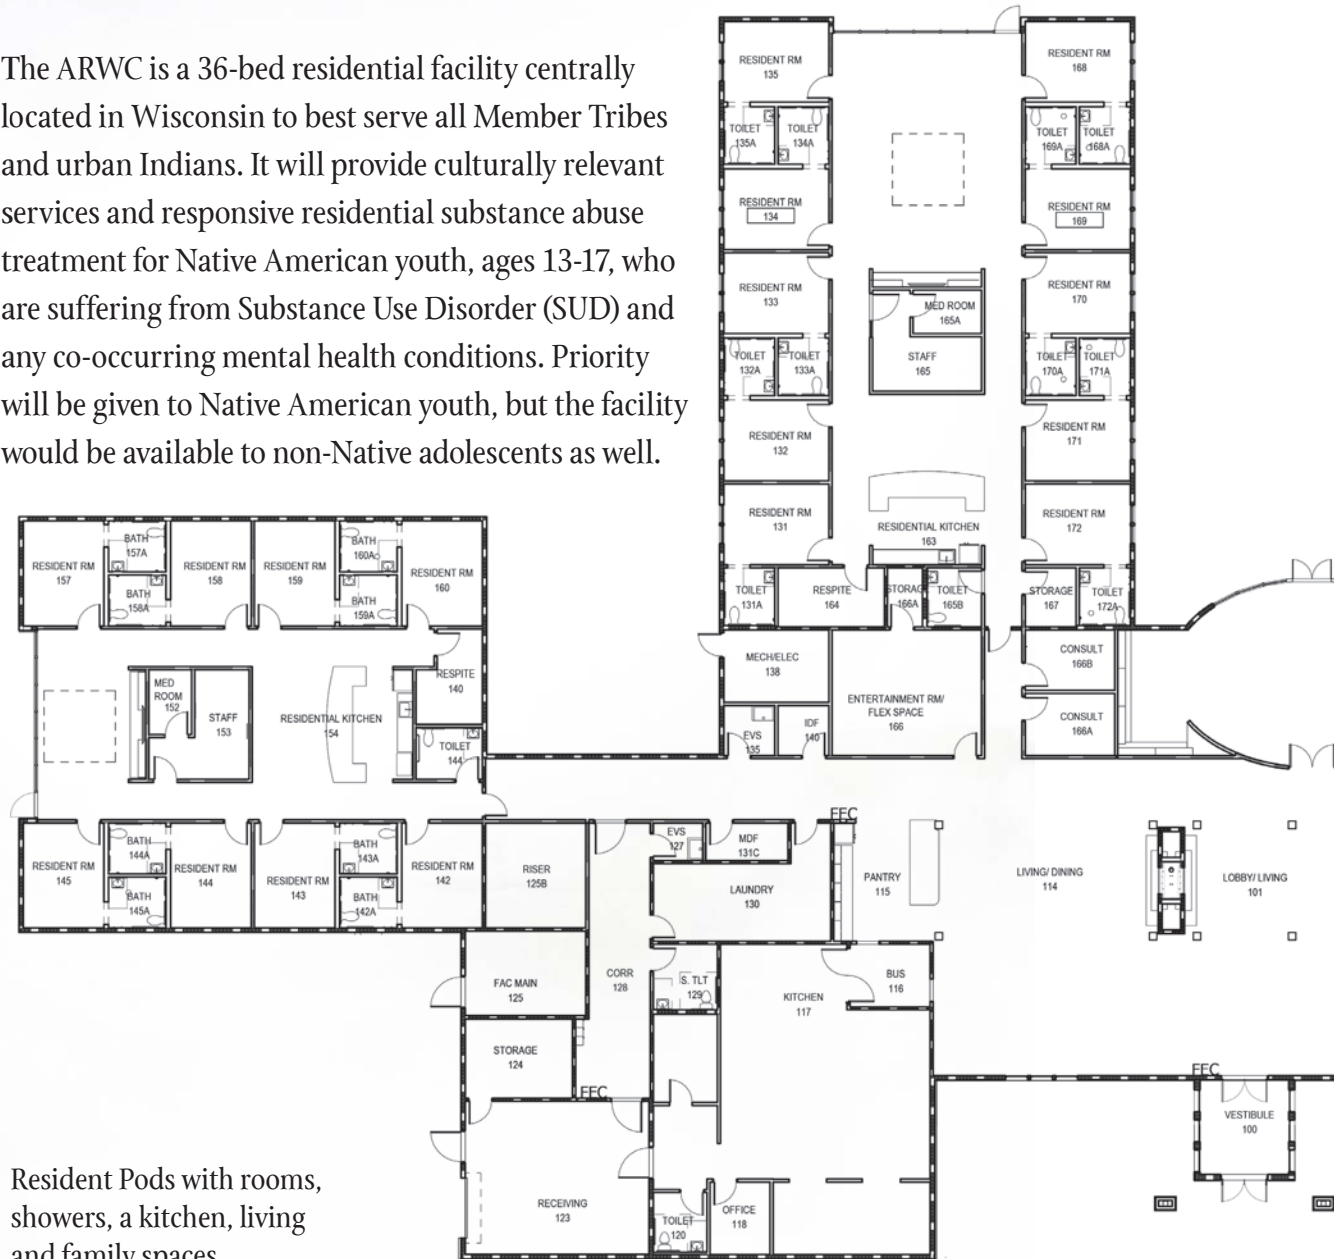 The ARWC is a 36-bed residential facility centrally
located in Wisconsin to best serve all Member Tribes
and urban Indians. It will provide culturally relevant
services and responsive residential substance abuse
treatment for Native American youth, ages 13-17, who
are suffering from Substance Use Disorder (SUD) and
any co-occurring mental health conditions. Priority
will be given to Native American youth, but the facility
would be available to non-Native adolescents as well.
RESIDENT RM
135
RESIDENT RM
168
TOILET
135A
TOILET
134A
TOILET
169A
TOILET
168A
RESIDENT RM
134
RESIDENT RM
169
RESIDENT RM
133
MED ROOM
165A
RESIDENT RM
170
TOILET
132A
TOILET
133A
STAFF
165
TOILET
170A
TOILET
171A
RESIDENT RM
132
RESIDENT RM
171
RESIDENT RM
131
RESIDENTIAL KITCHEN
163
RESIDENT RM
172
TOILET
131A
RESPITE
164
STORAG
166A
TOILET
165B
STORAGE
167
TOILET
172A
MECH/ELEC
138
ENTERTAINMENT RM/
FLEX SPACE
166
CONSULT
166B
CONSULT
166A
EVS
135
IDF
140
RESIDENT RM
157
BATH
157A
BATH
158A
RESIDENT RM
158
RESIDENT RM
159
BATH
160A
BATH
159A
RESIDENT RM
160
MED
ROOM
152
STAFF
153
RESIDENTIAL KITCHEN
154
RESPITE
140
TOILET
144
RESIDENT RM
145
BATH
144A
BATH
145A
RESIDENT RM
144
RESIDENT RM
143
BATH
143A
BATH
142A
RESIDENT RM
142
RISER
125B
EVS
127
MDF
131C
FEC
LAUNDRY
130
PANTRY
115
LIVING/ DINING
114
LOBBY/ LIVING
101
FAC MAIN
125
CORR
128
S. TLT
129
KITCHEN
117
BUS
116
STORAGE
124
FEC
FEC
VESTIBULE
100
RECEIVING
123
TOILET
120
OFFICE
118
Resident Pods with rooms,
showers, a kitchen, living
and family spaces